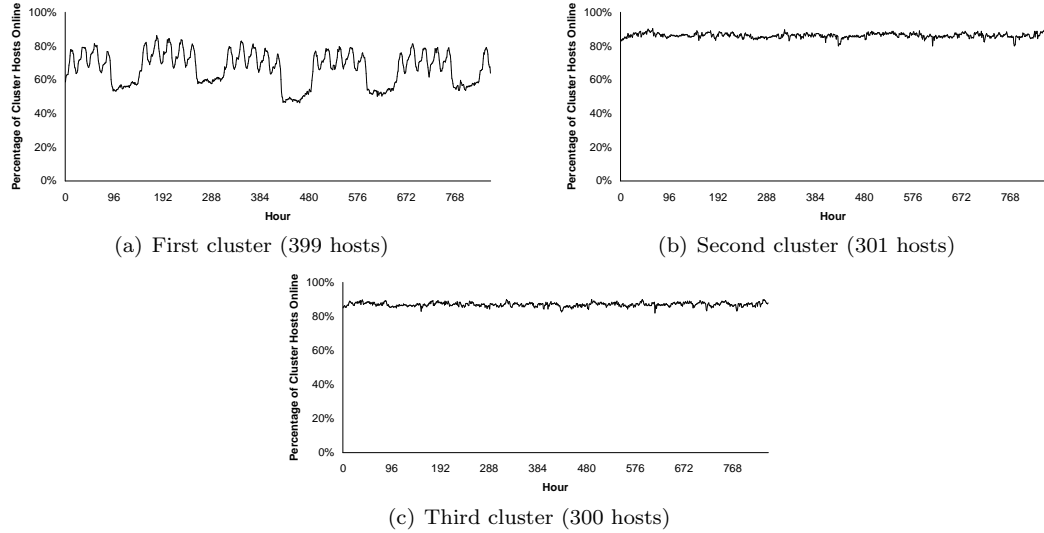 Percentage of Cluster Hosts Online
100%
80%
60%
40%
20%
0%
0 96 192 288 384 480 576 672 768
Hour
(a) First cluster (399 hosts)
Percentage of Cluster Hosts Online
100%
80%
60%
40%
20%
0%
0 96 192 288 384 480 576 672 768
Hour
(b) Second cluster (301 hosts)
Percentage of Cluster Hosts Online
100%
80%
60%
40%
20%
0%
0 96 192 288 384 480 576 672 768
Hour
(c) Third cluster (300 hosts)